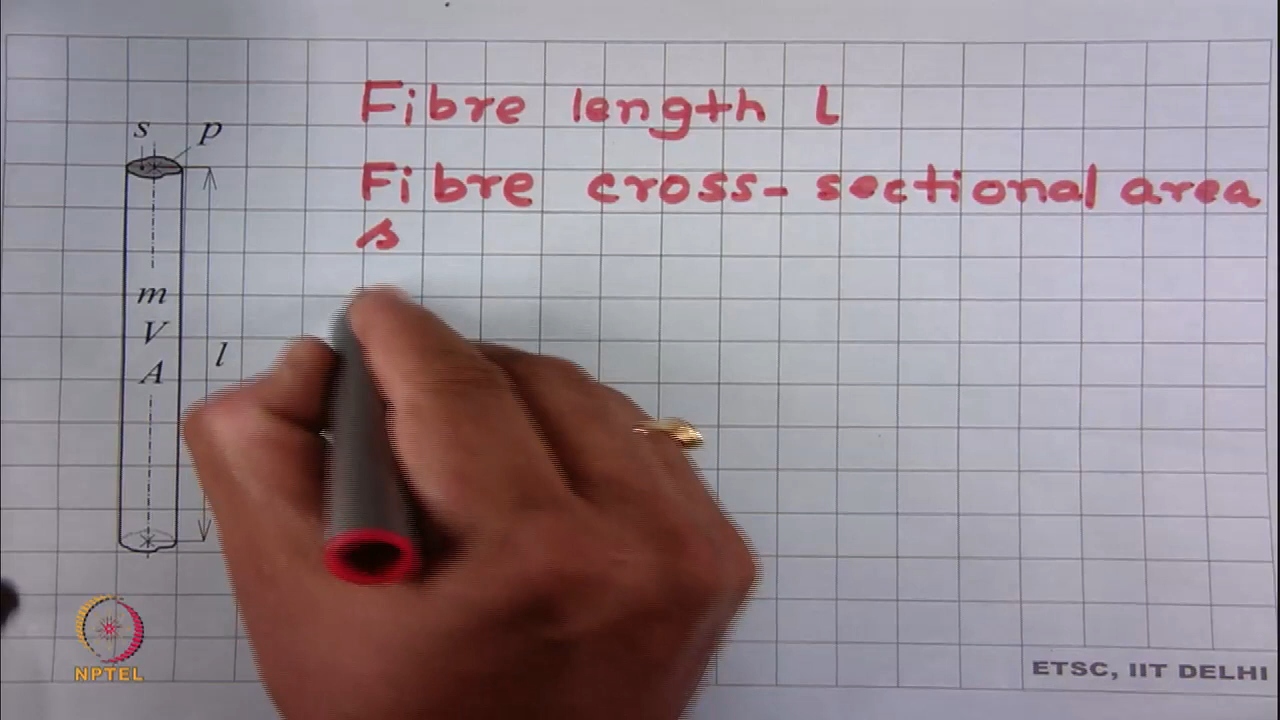 Fibre length l
Fibre cross-sectional area
s
s p
m
V
A
l
NPTEL
ETSC, IIT DELHI